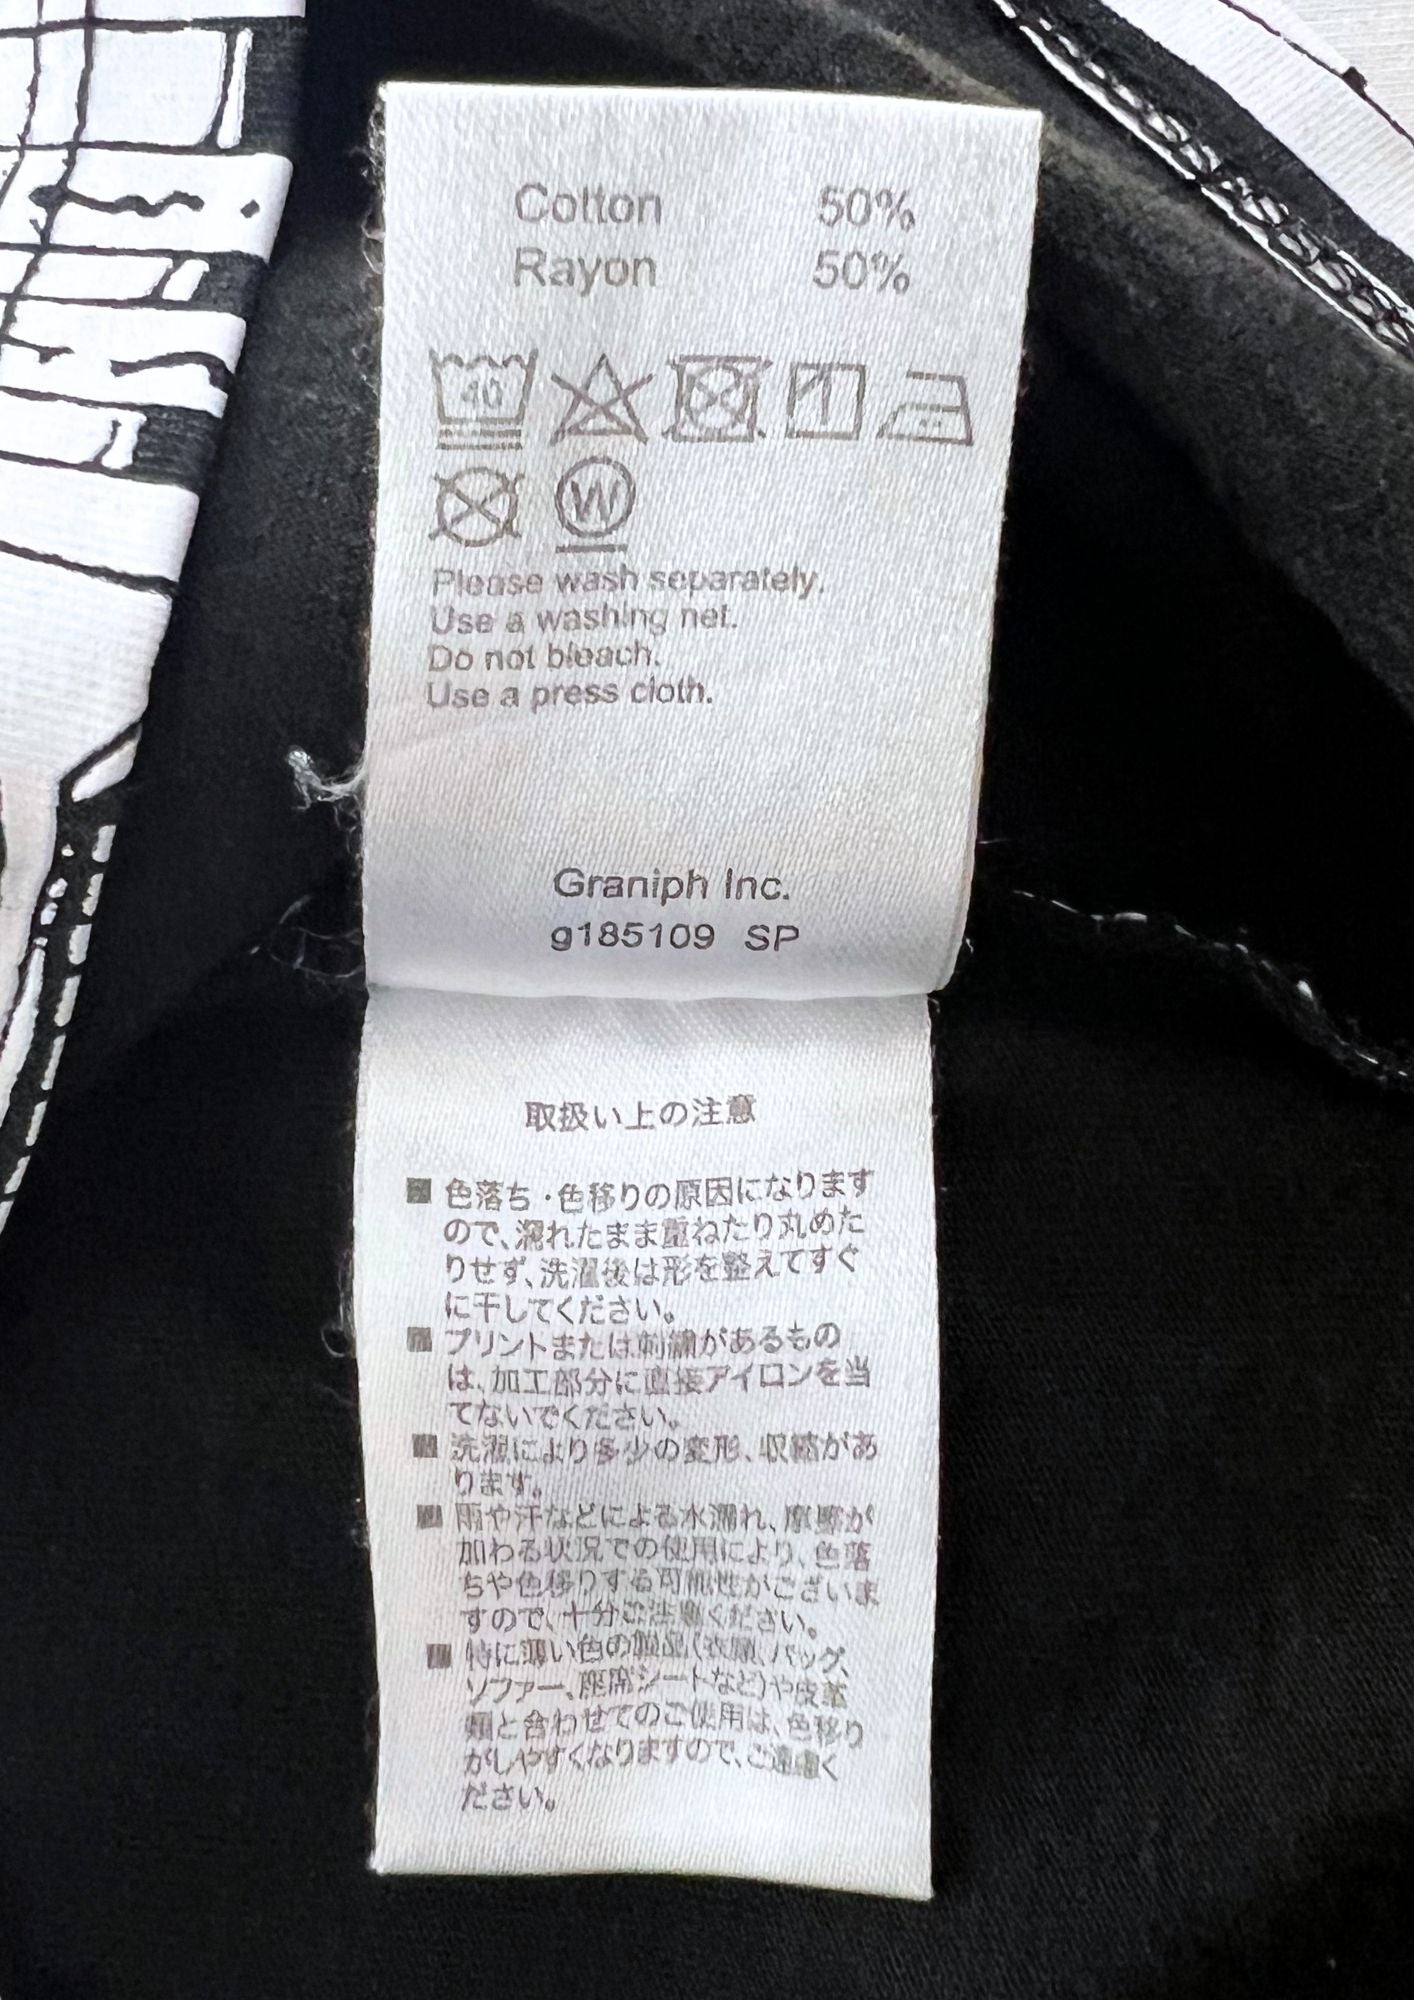 Cotton 50%
Rayon 50%
40
W
Please wash separately.
Use a washing net.
Do not bleach.
Use a press cloth.
Graniph Inc.
g185109 SP
取扱い上の注意
■ 色落ち・色移りの原因になります
ので、濡れたまま重ねたり丸めた
りせず、洗濯後は形を整えてすぐ
に干してください。
■ プリントまたは刺繍があるもの
は、加工部分に直接アイロンを当
てないでください。
■ 洗濯により多少の変形、収縮があ
ります。
■ 雨や汗などによる水濡れ、摩擦が
加わる状況での使用により、色落
ちや色移りする可能性がございま
すので、十分ご注意ください。
■ 特に薄い色の製品(衣類、バッグ、
ソファー、座席シートなど)や皮革
類と合わせてのご使用は、色移り
がしやすくなりますので、ご遠慮く
ださい。